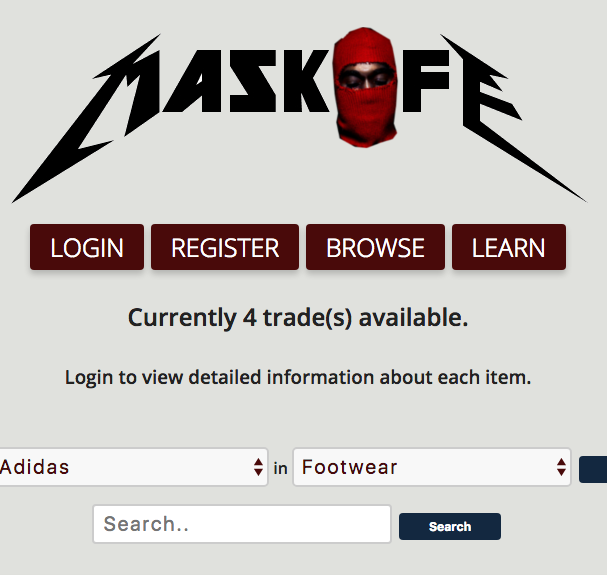 MASKOFF
LOGIN REGISTER BROWSE LEARN
Currently 4 trade(s) available.
Login to view detailed information about each item.
Adidas in Footwear
Search.. Search